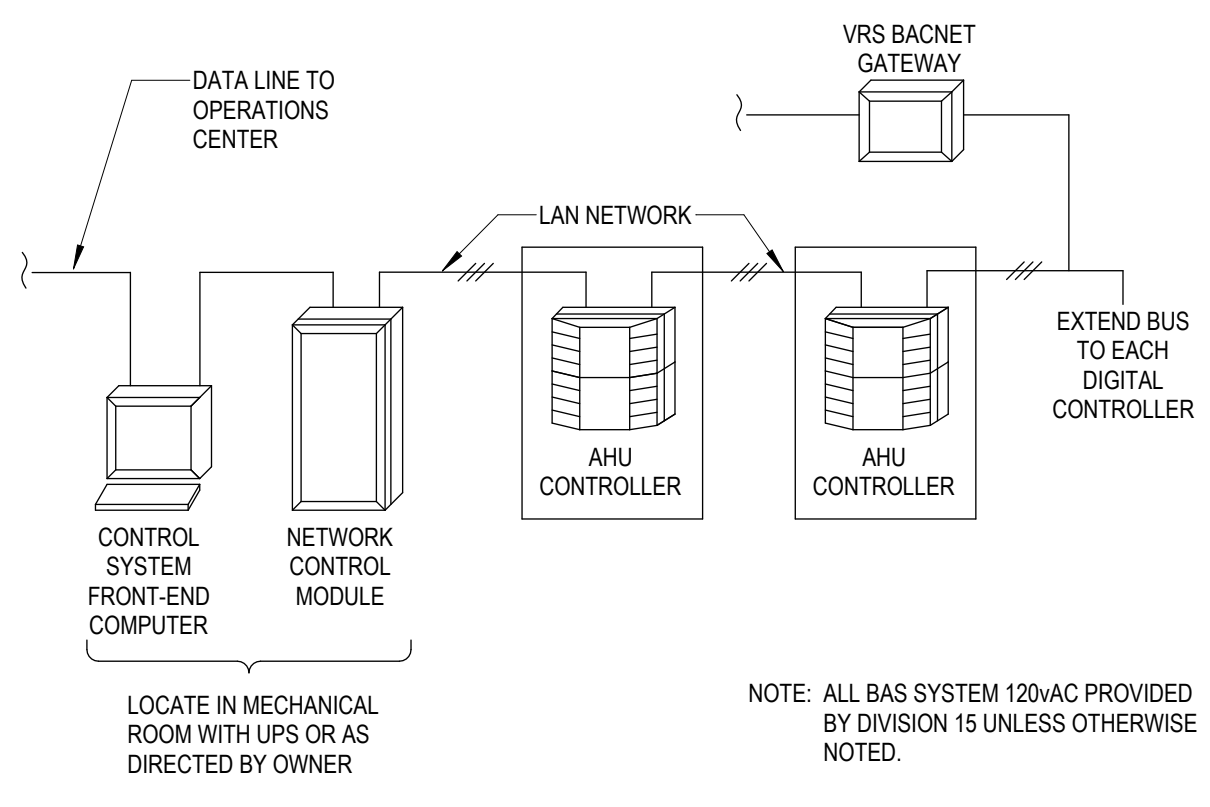 VRS BACNET
GATEWAY
DATA LINE TO
OPERATIONS
CENTER
LAN NETWORK
EXTEND BUS
TO EACH
DIGITAL
CONTROLLER
AHU
CONTROLLER
AHU
CONTROLLER
CONTROL
SYSTEM
FRONT-END
COMPUTER
NETWORK
CONTROL
MODULE
LOCATE IN MECHANICAL
ROOM WITH UPS OR AS
DIRECTED BY OWNER
NOTE: ALL BAS SYSTEM 120vAC PROVIDED
BY DIVISION 15 UNLESS OTHERWISE
NOTED.